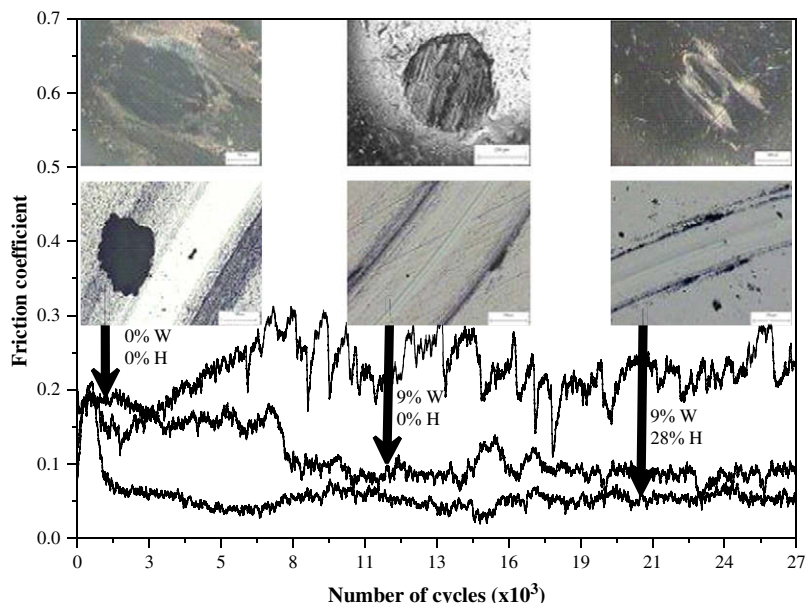 0.7
0.6
0.5
0.4
0.3
0.2
0.1
0.0
Friction coefficient
0% W
0% H
9% W
0% H
9% W
28% H
0 3 5 8 11 13 16 19 21 24 27
Number of cycles (x10³)